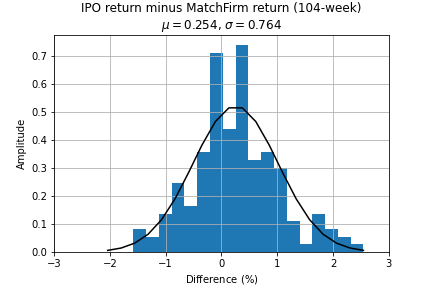 IPO return minus MatchFirm return (104-week)
μ = 0.254, σ = 0.764
Amplitude
0.7
0.6
0.5
0.4
0.3
0.2
0.1
0.0
−3 −2 −1 0 1 2 3
Difference (%)